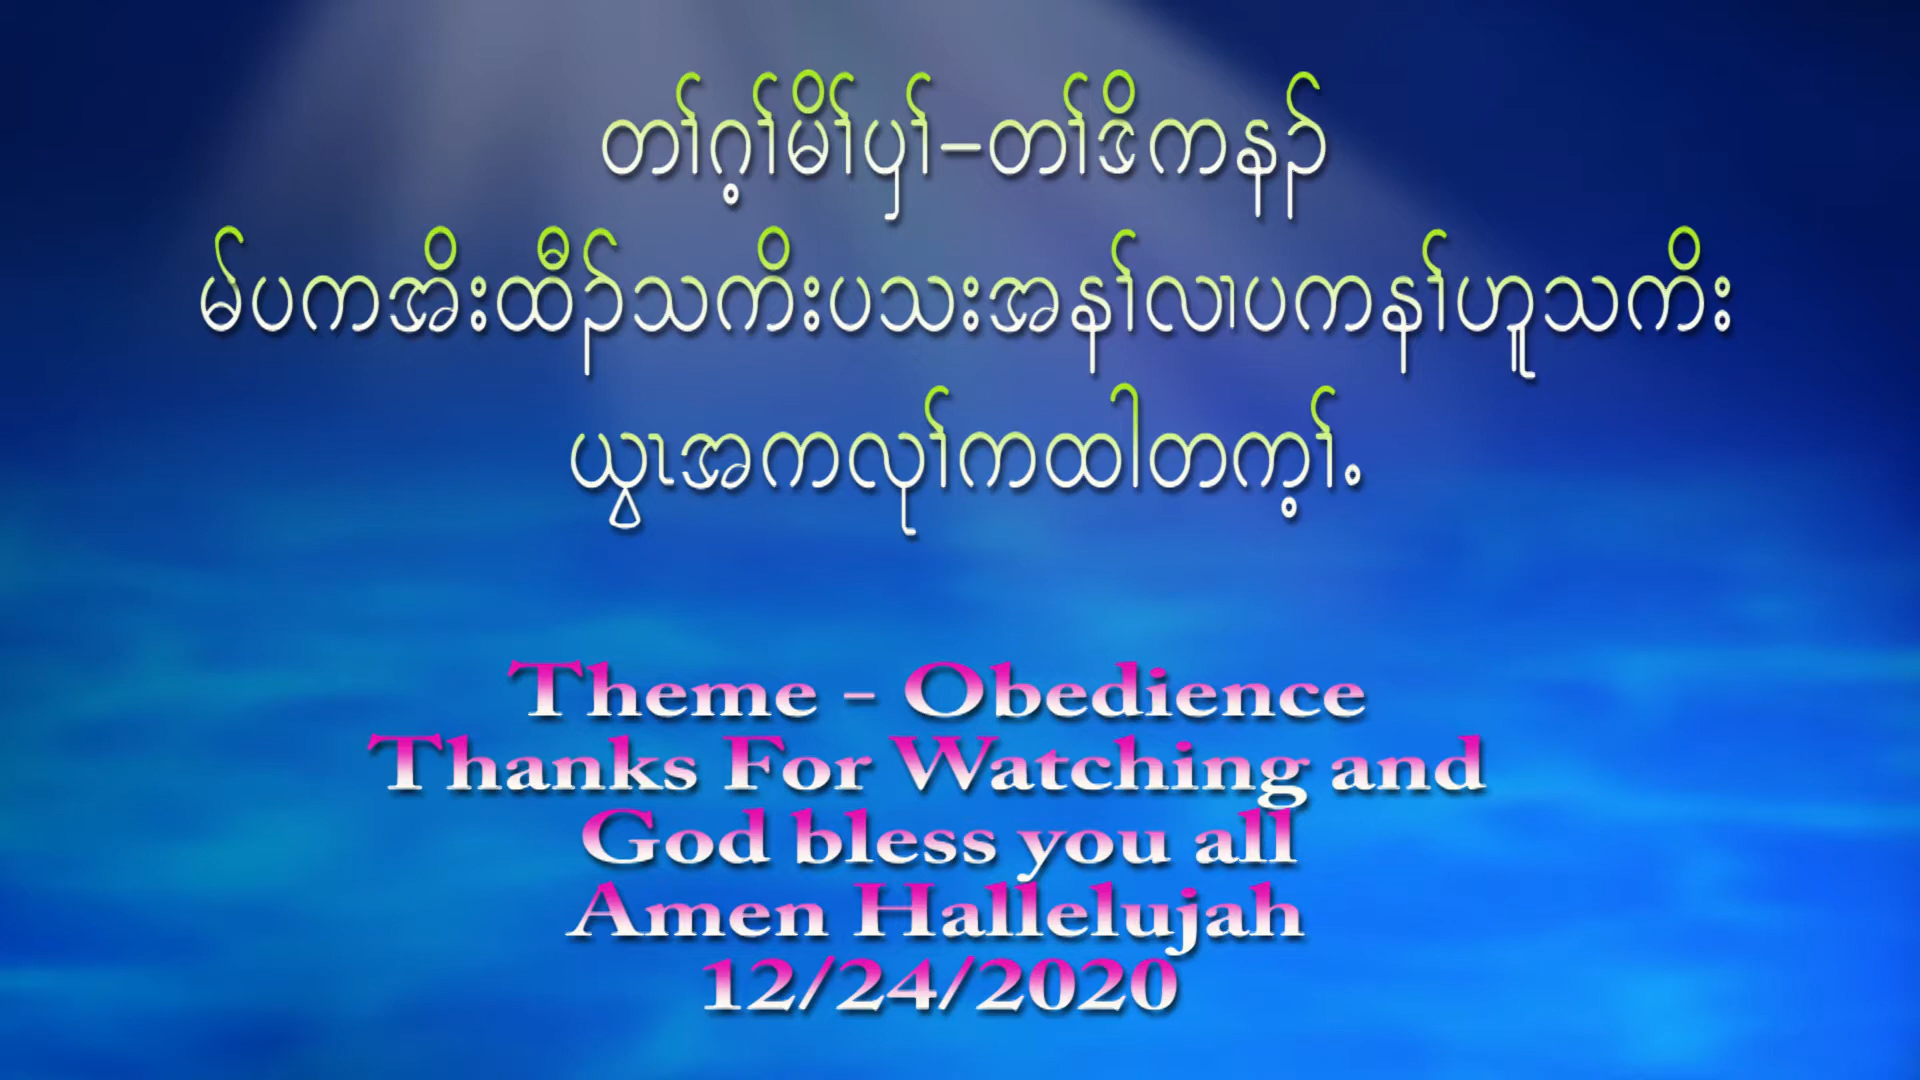 တၢ်ဂ့ၢ်မိၢ်ပှၢ်-တၢ်ဒိကနၣ်
မ်ပကအိးထီၣ်သကိးပသးအနၢ်လၢပကနၢ်ဟူသကိး
ယွၤအကလုၢ်ကထါတက့ၢ်.
Theme - Obedience
Thanks For Watching and
God bless you all
Amen Hallelujah
12/24/2020